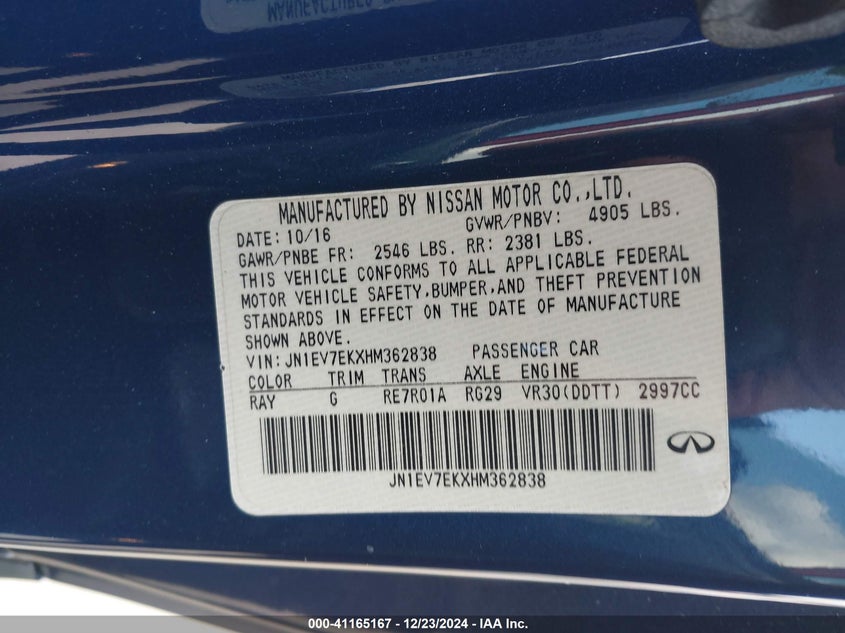 MANUFACTURED BY NISSAN MOTOR CO.,LTD.
DATE: 10/16 GVWR/PNBV: 4905 LBS.
GAWR/PNBE FR: 2546 LBS. RR: 2381 LBS.
THIS VEHICLE CONFORMS TO ALL APPLICABLE FEDERAL
MOTOR VEHICLE SAFETY,BUMPER,AND THEFT PREVENTION
STANDARDS IN EFFECT ON THE DATE OF MANUFACTURE
SHOWN ABOVE.
VIN:JN1EV7EKXHM362838 PASSENGER CAR
COLOR TRIM TRANS AXLE ENGINE
RAY G RE7R01A RG29 VR30(DDTT) 2997CC
JN1EV7EKXHM362838
000-41165167 - 12/23/2024 - IAA Inc.